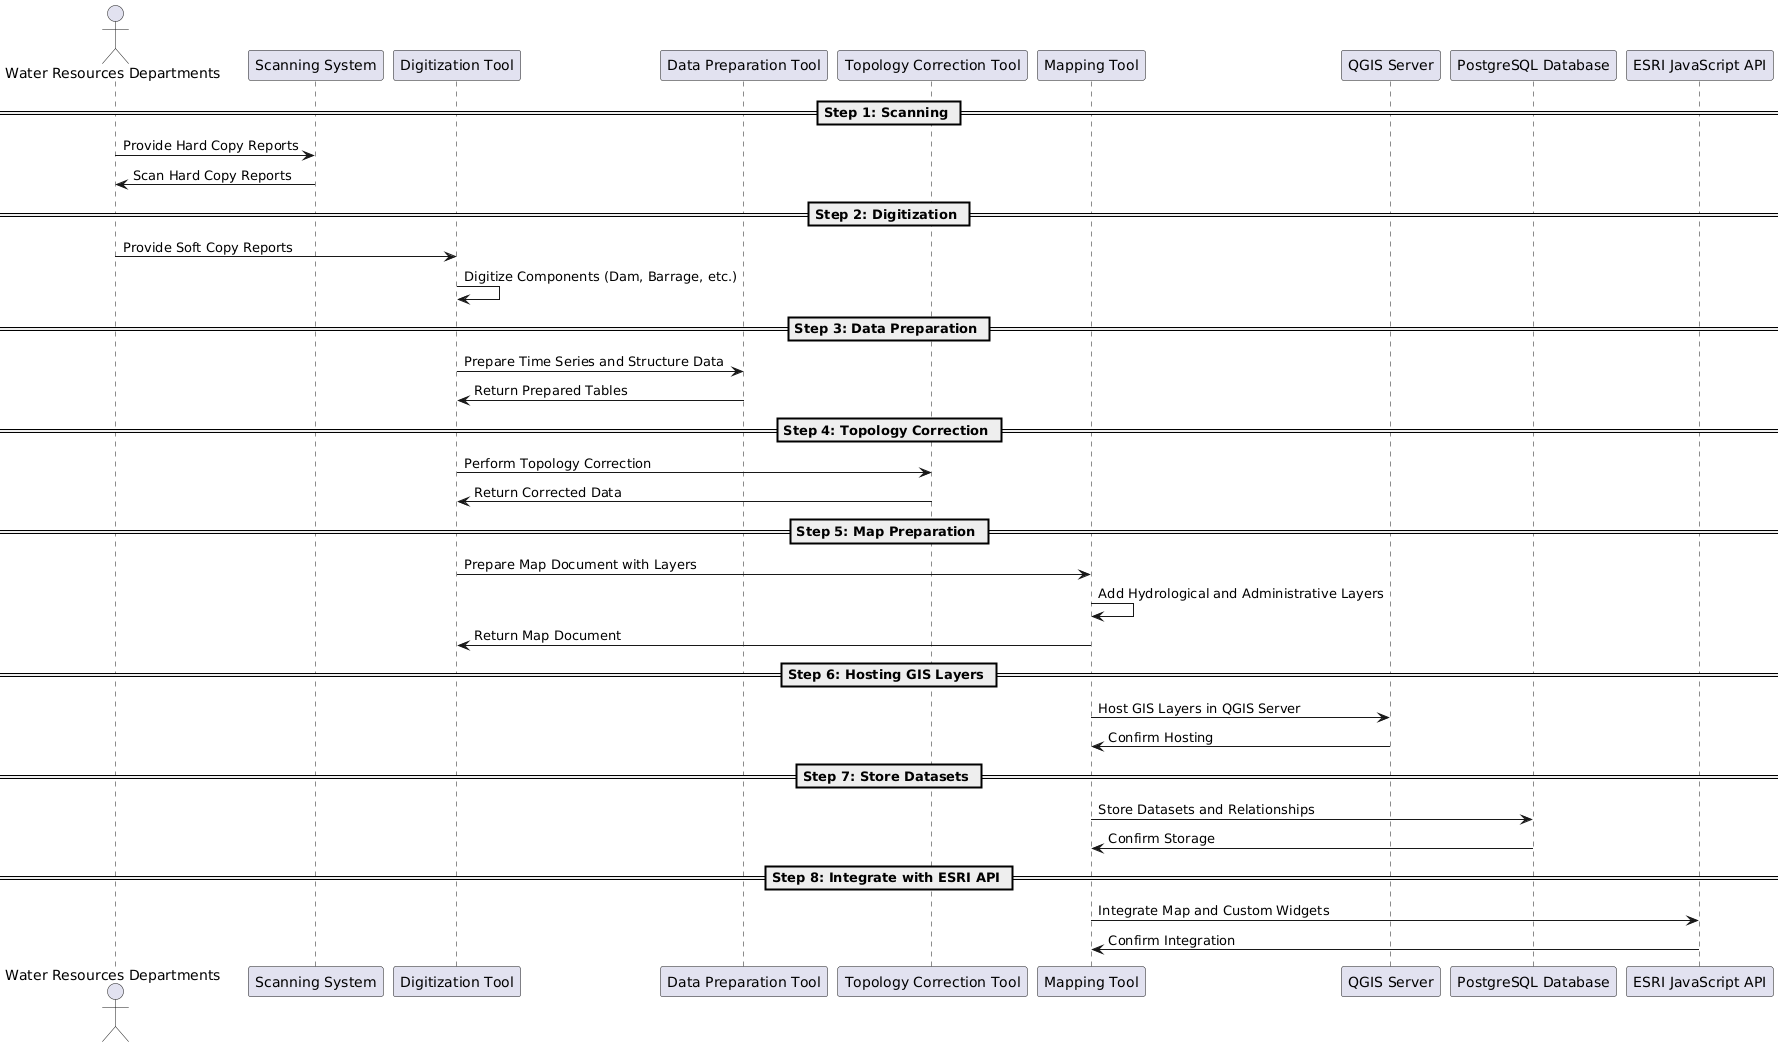 Water Resources Departments
Scanning System
Digitization Tool
Data Preparation Tool
Topology Correction Tool
Mapping Tool
QGIS Server
PostgreSQL Database
ESRI JavaScript API
Step 1: Scanning
Provide Hard Copy Reports
Scan Hard Copy Reports
Step 2: Digitization
Provide Soft Copy Reports
Digitize Components (Dam, Barrage, etc.)
Step 3: Data Preparation
Prepare Time Series and Structure Data
Return Prepared Tables
Step 4: Topology Correction
Perform Topology Correction
Return Corrected Data
Step 5: Map Preparation
Prepare Map Document with Layers
Add Hydrological and Administrative Layers
Return Map Document
Step 6: Hosting GIS Layers
Host GIS Layers in QGIS Server
Confirm Hosting
Step 7: Store Datasets
Store Datasets and Relationships
Confirm Storage
Step 8: Integrate with ESRI API
Integrate Map and Custom Widgets
Confirm Integration
Water Resources Departments
Scanning System
Digitization Tool
Data Preparation Tool
Topology Correction Tool
Mapping Tool
QGIS Server
PostgreSQL Database
ESRI JavaScript API